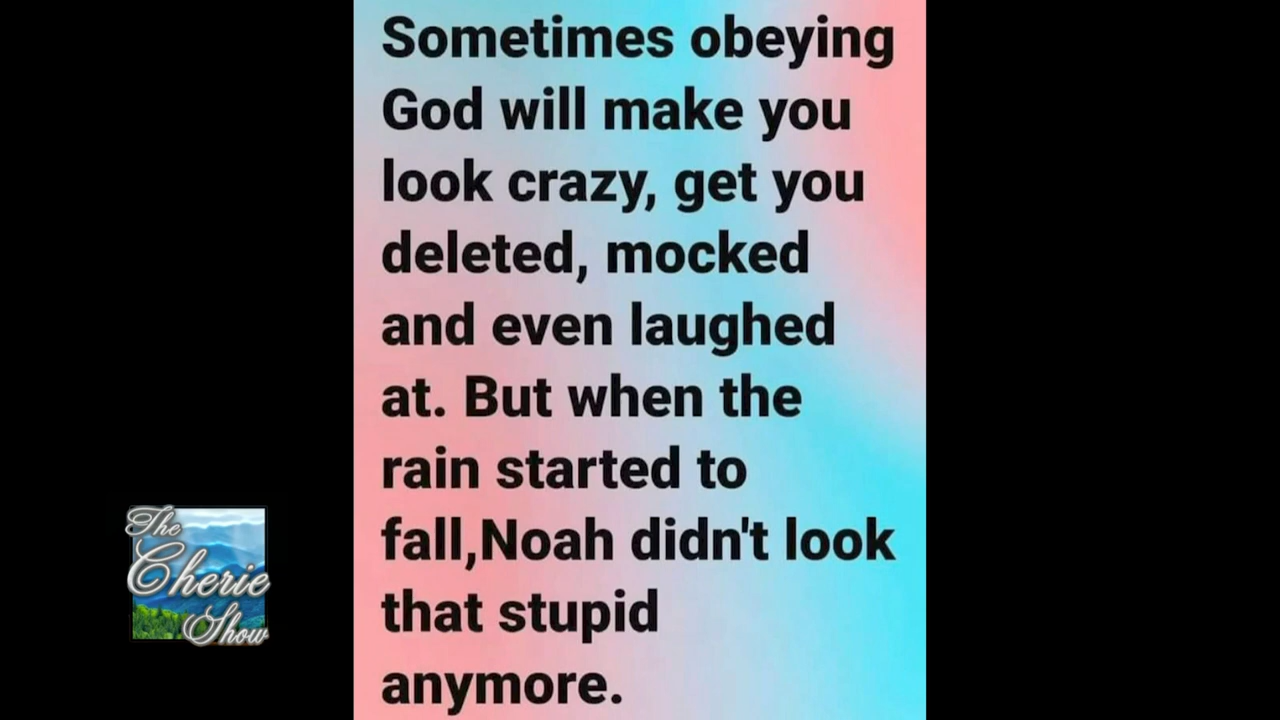 Sometimes obeying
God will make you
look crazy, get you
deleted, mocked
and even laughed
at. But when the
rain started to
fall,Noah didn't look
that stupid
anymore.
The
Cherie
Show